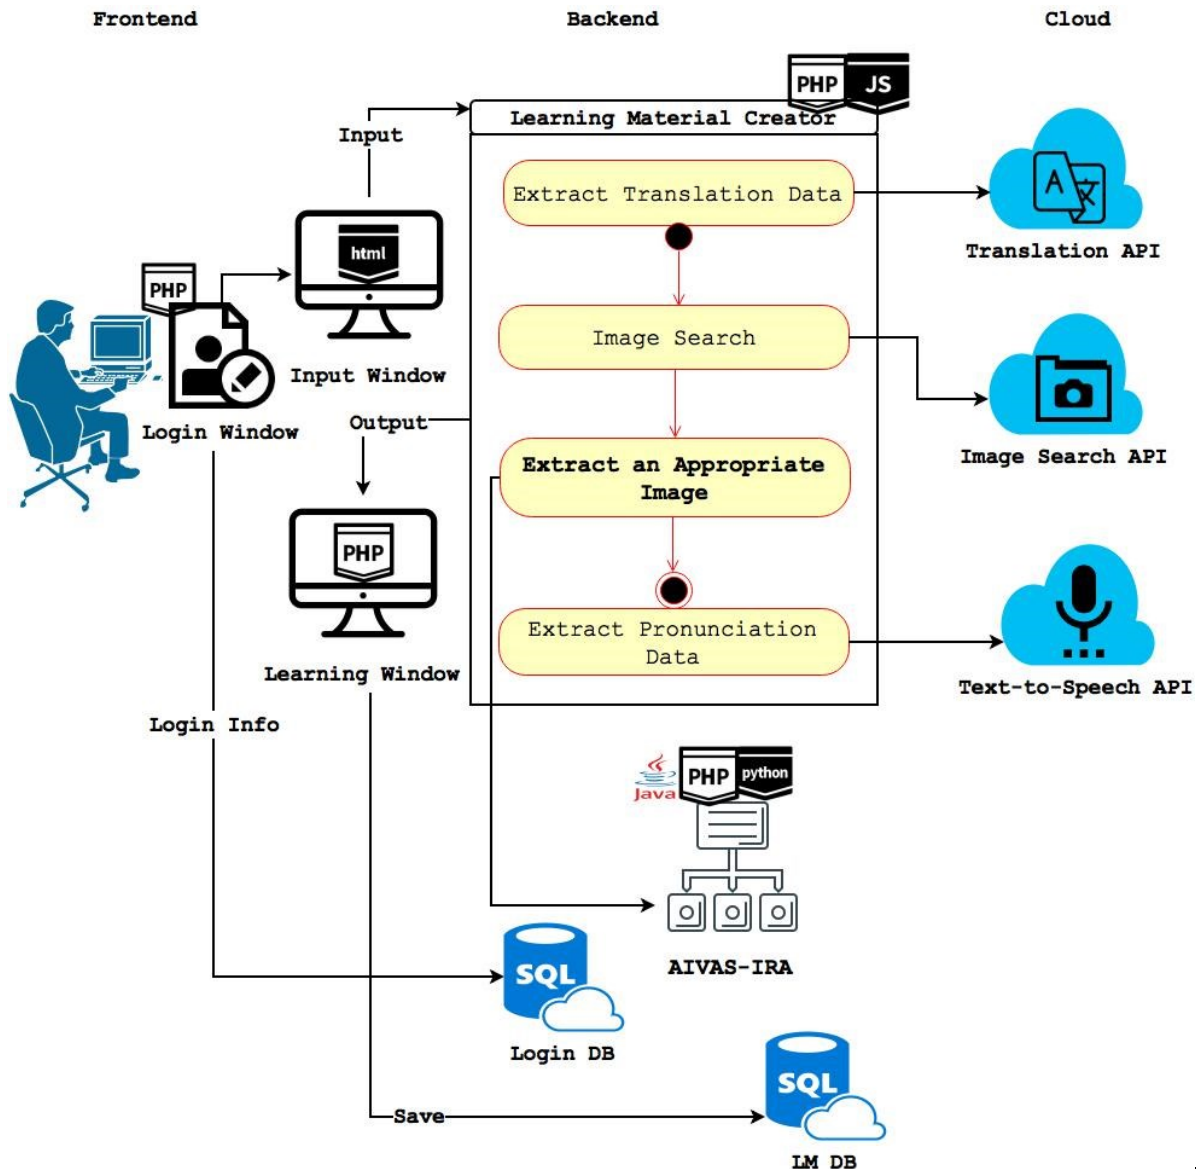 Frontend
Backend
Cloud
PHP
JS
Learning Material Creator
Input
Extract Translation Data
A
文
Translation API
html
PHP
Input Window
Image Search
Image Search API
Login Window
Output
Extract an Appropriate
Image
PHP
Learning Window
Extract Pronunciation
Data
Text-to-Speech API
Login Info
Java
PHP
python
AIVAS-IRA
SQL
Login DB
SQL
Save
LM DB